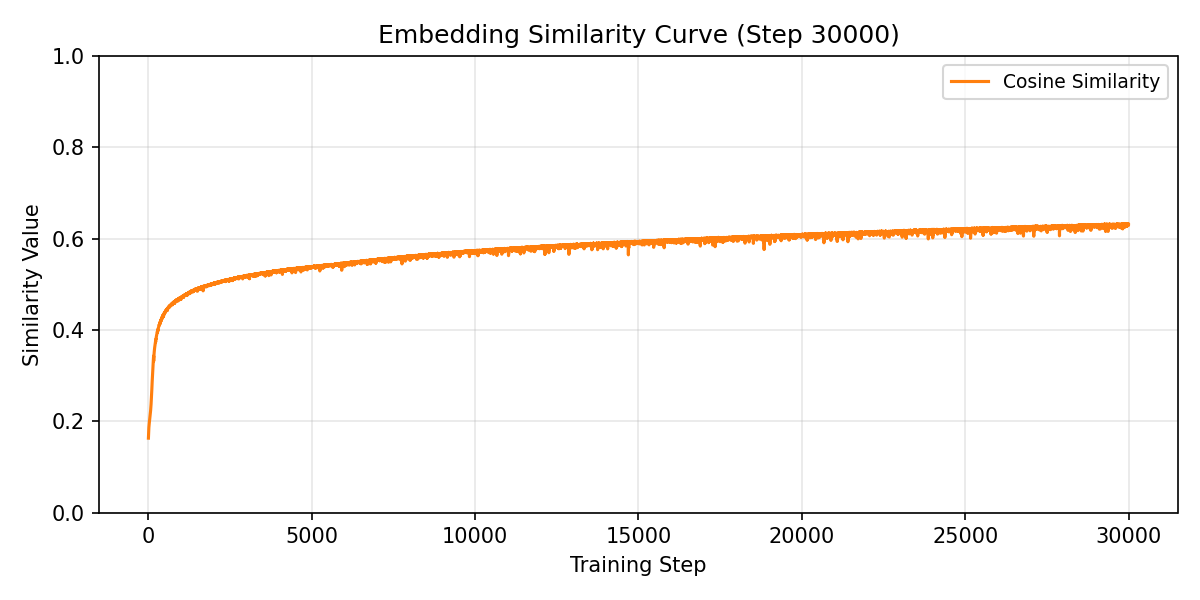 Embedding Similarity Curve (Step 30000)
Cosine Similarity
Similarity Value
1.0
0.8
0.6
0.4
0.2
0.0
0 5000 10000 15000 20000 25000 30000
Training Step